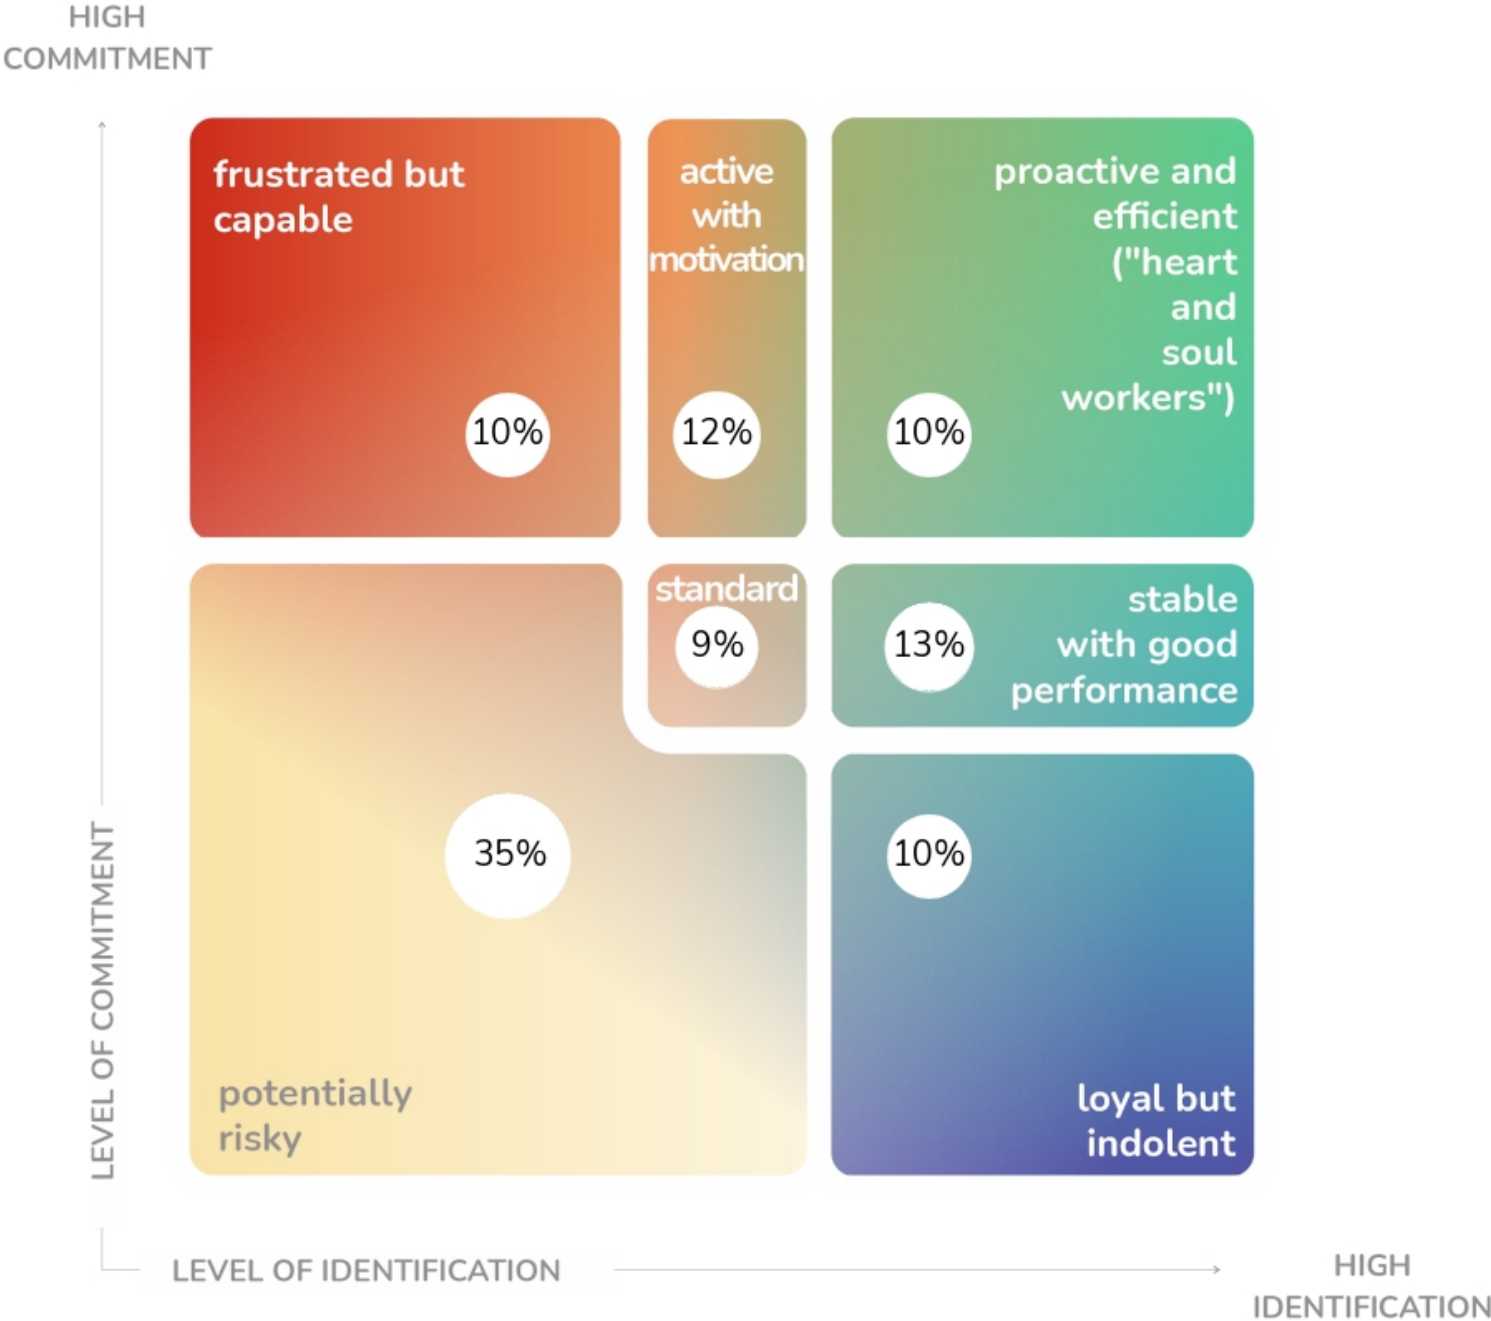 HIGH
COMMITMENT
frustrated but
capable
10%
active
with
motivation
12%
proactive and
efficient
("heart
and
soul
workers")
10%
standard
9%
stable
with good
performance
13%
35%
potentially
risky
10%
loyal but
indolent
LEVEL OF COMMITMENT
LEVEL OF IDENTIFICATION
HIGH
IDENTIFICATION